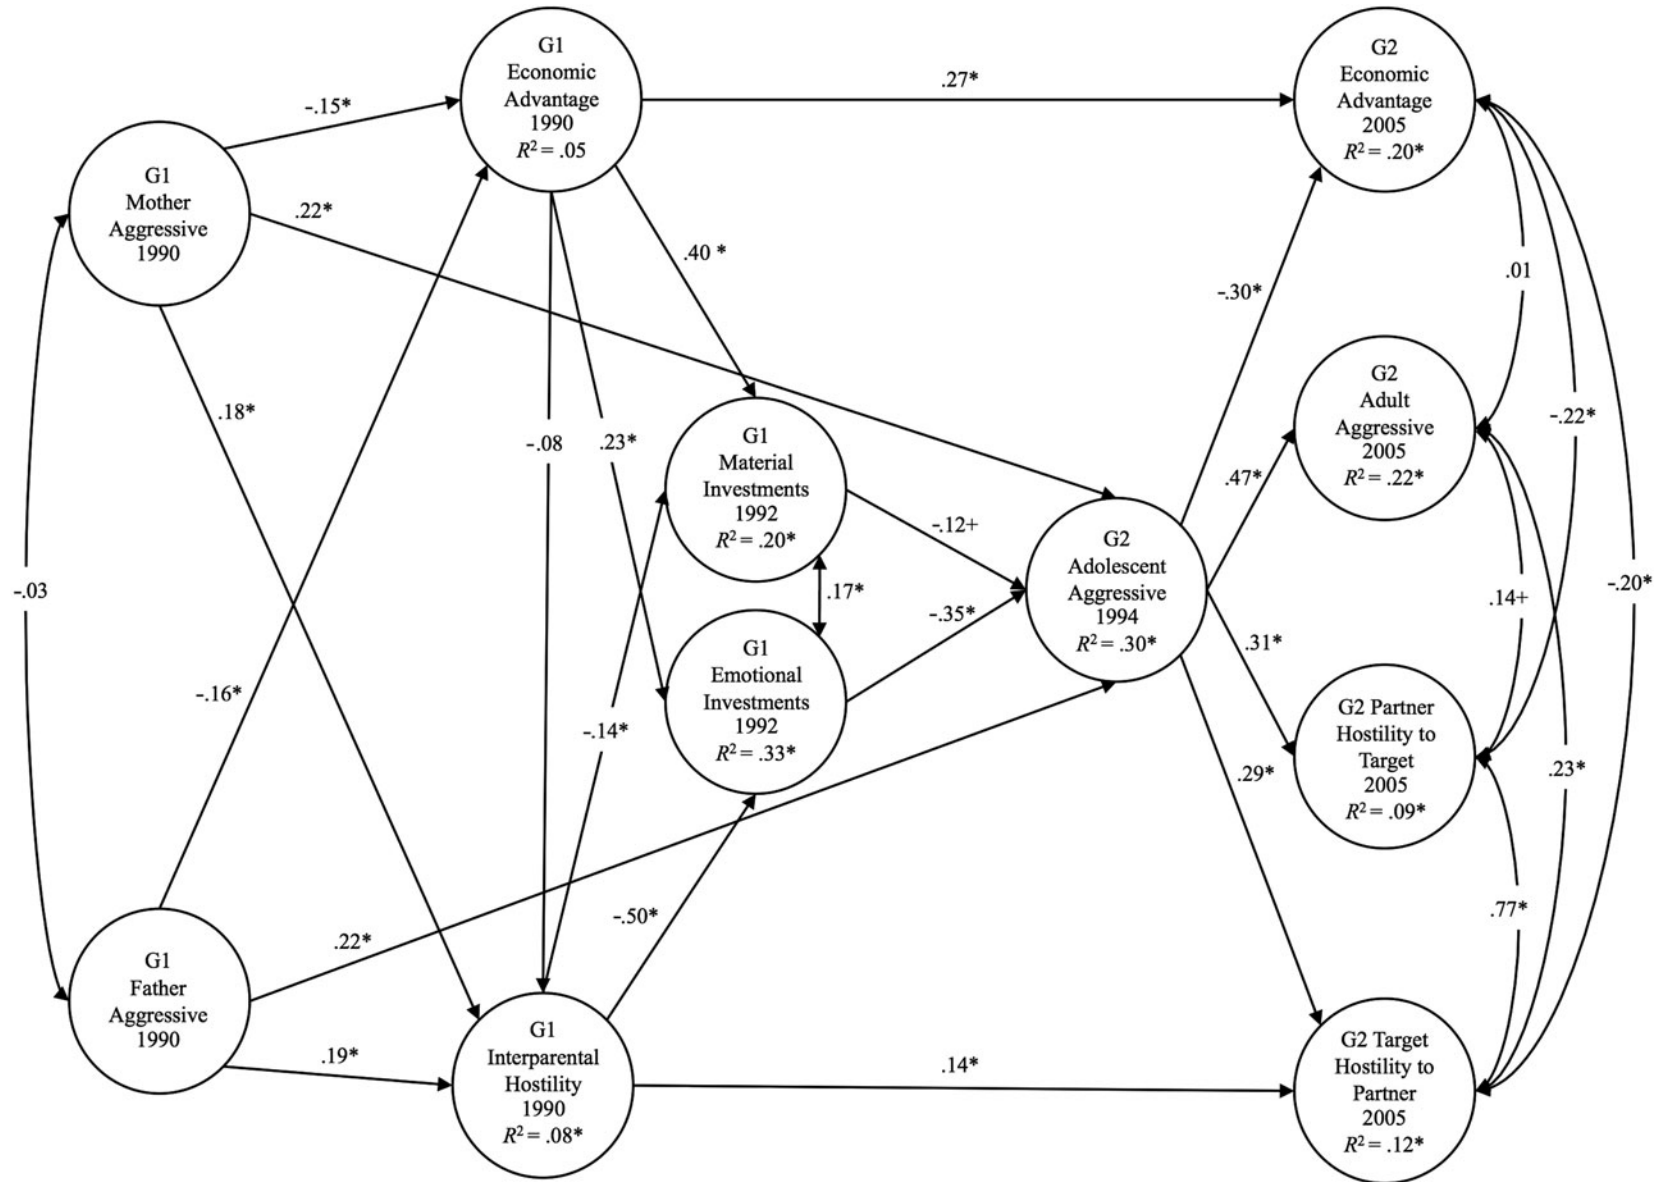 G1
Economic
Advantage
1990
R² = .05
G2
Economic
Advantage
2005
R² = .20*
.27*
-.15*
G1
Mother
Aggressive
1990
.22*
.40 *
.01
-.30*
.18*
-.08
.23*
G1
Material
Investments
1992
R² = .20*
G2
Adult
Aggressive
2005
R² = .22*
-.22*
.47*
-.12+
G2
Adolescent
Aggressive
1994
R² = .30*
-.03
.17*
-.35*
.14+
-.20*
.31*
G1
Emotional
Investments
1992
R² = .33*
-.16*
-.14*
G2 Partner
Hostility to
Target
2005
R² = .09*
.29*
.23*
-.50*
.77*
.22*
G1
Father
Aggressive
1990
.19*
G1
Interparental
Hostility
1990
R² = .08*
.14*
G2 Target
Hostility to
Partner
2005
R² = .12*